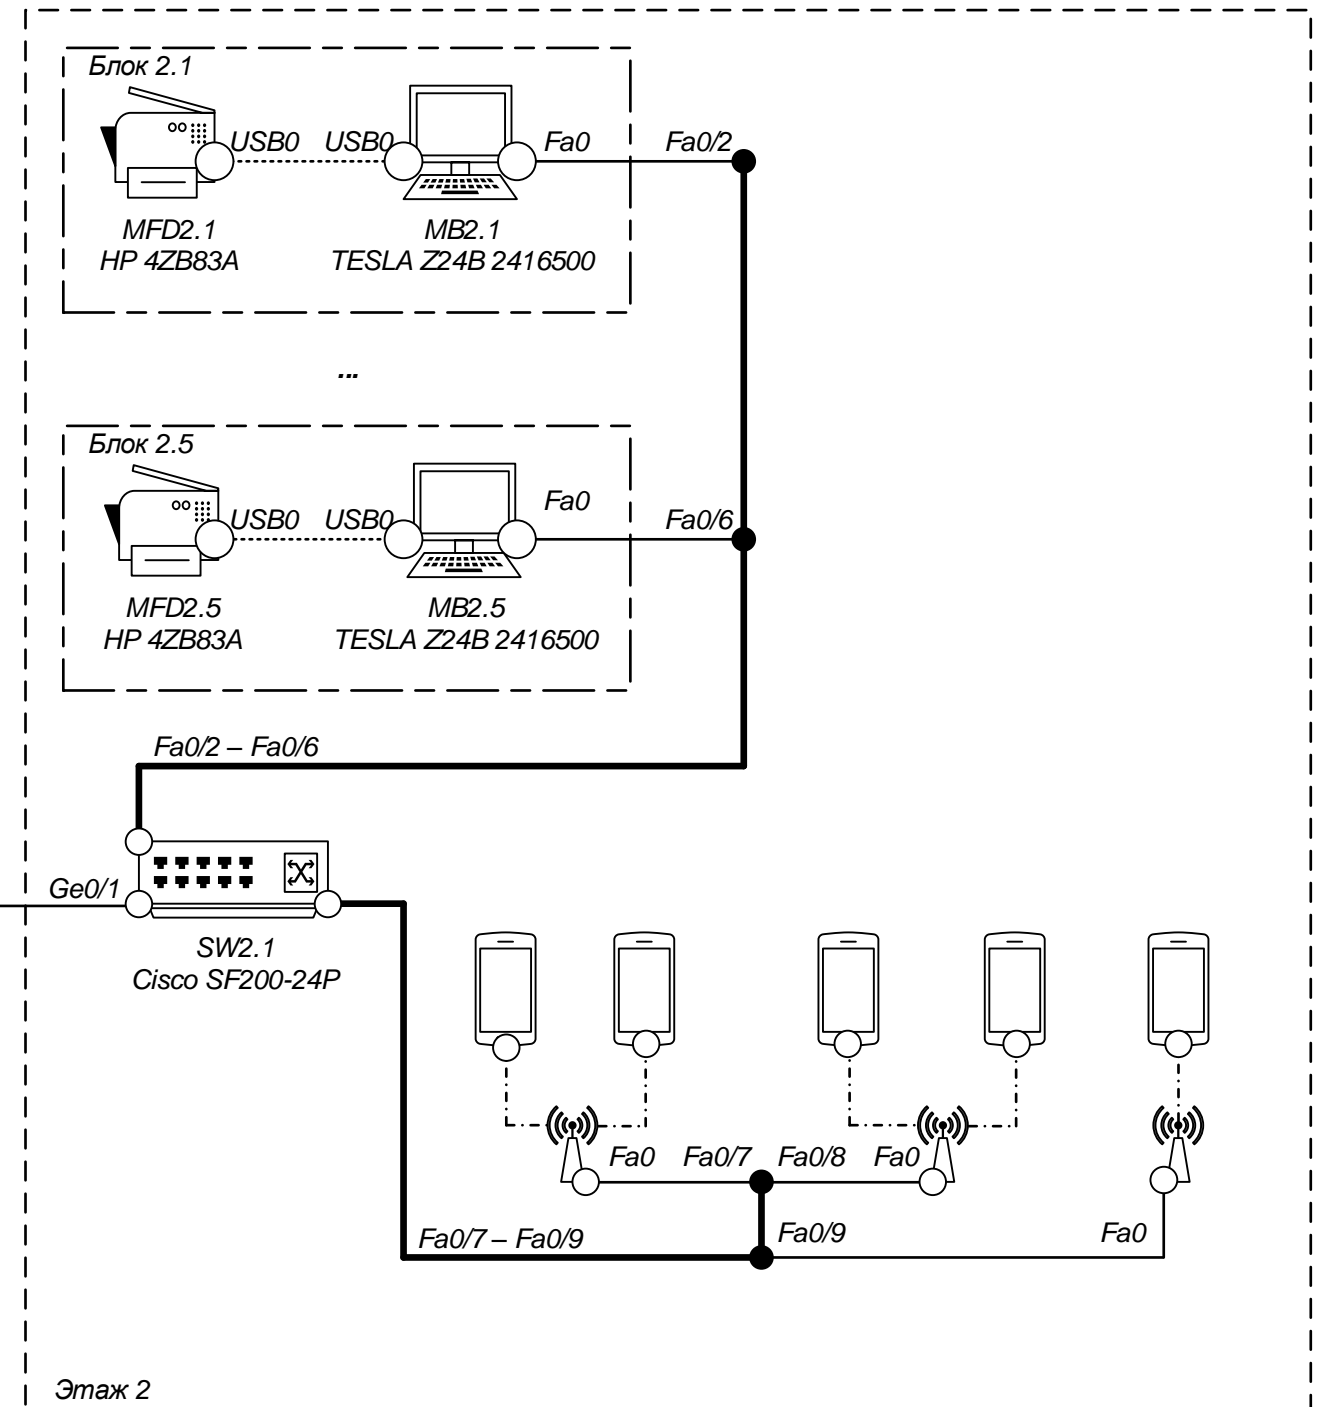 Блок 2.1
USB0 USB0 Fa0 Fa0/2
MFD2.1
HP 4ZB83A
MB2.1
TESLA Z24B 2416500
...
Блок 2.5
USB0 USB0 Fa0 Fa0/6
MFD2.5
HP 4ZB83A
MB2.5
TESLA Z24B 2416500
Fa0/2 – Fa0/6
Ge0/1
SW2.1
Cisco SF200-24P
Fa0 Fa0/7 Fa0/8 Fa0
Fa0/7 – Fa0/9 Fa0/9 Fa0
Этаж 2